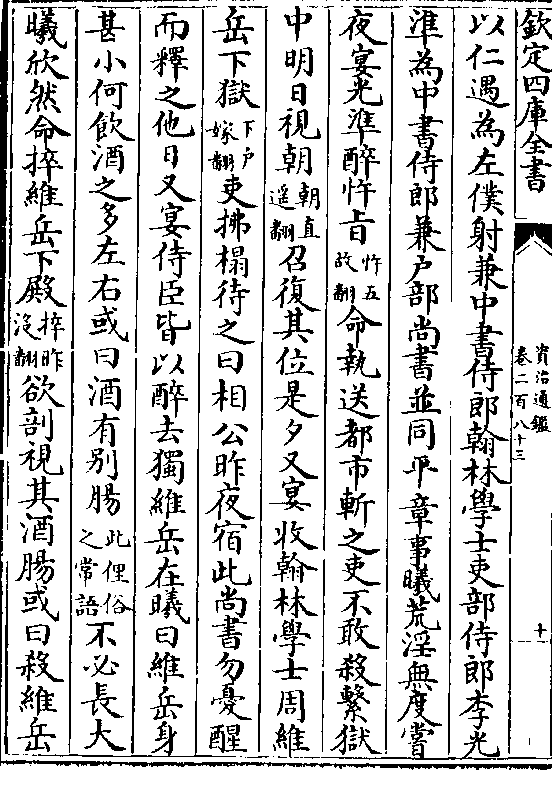 欽定四庫全書
資治通鑑
卷二百八十三
十
以仁遇為左僕射兼中書侍郎翰林學士吏部侍郎李光
準為中書侍郎兼户部尚書並同平章事曦荒淫無度嘗
夜宴光準醉忤旨忤五故翻命執送都市斬之吏不敢殺繫獄
中明日視朝朝直遥翻召復其位是夕又宴收翰林學士周維
岳下獄下户嫁翻吏拂榻待之曰相公昨夜宿此尚書勿憂醒
而釋之他日又宴侍臣皆以醉去獨維岳在曦曰維岳身
甚小何飲酒之多左右或曰酒有别腸此俚俗之常語不必長大
曦欣然命捽維岳下殿捽昨没翻欲剖視其酒腸或曰殺維岳